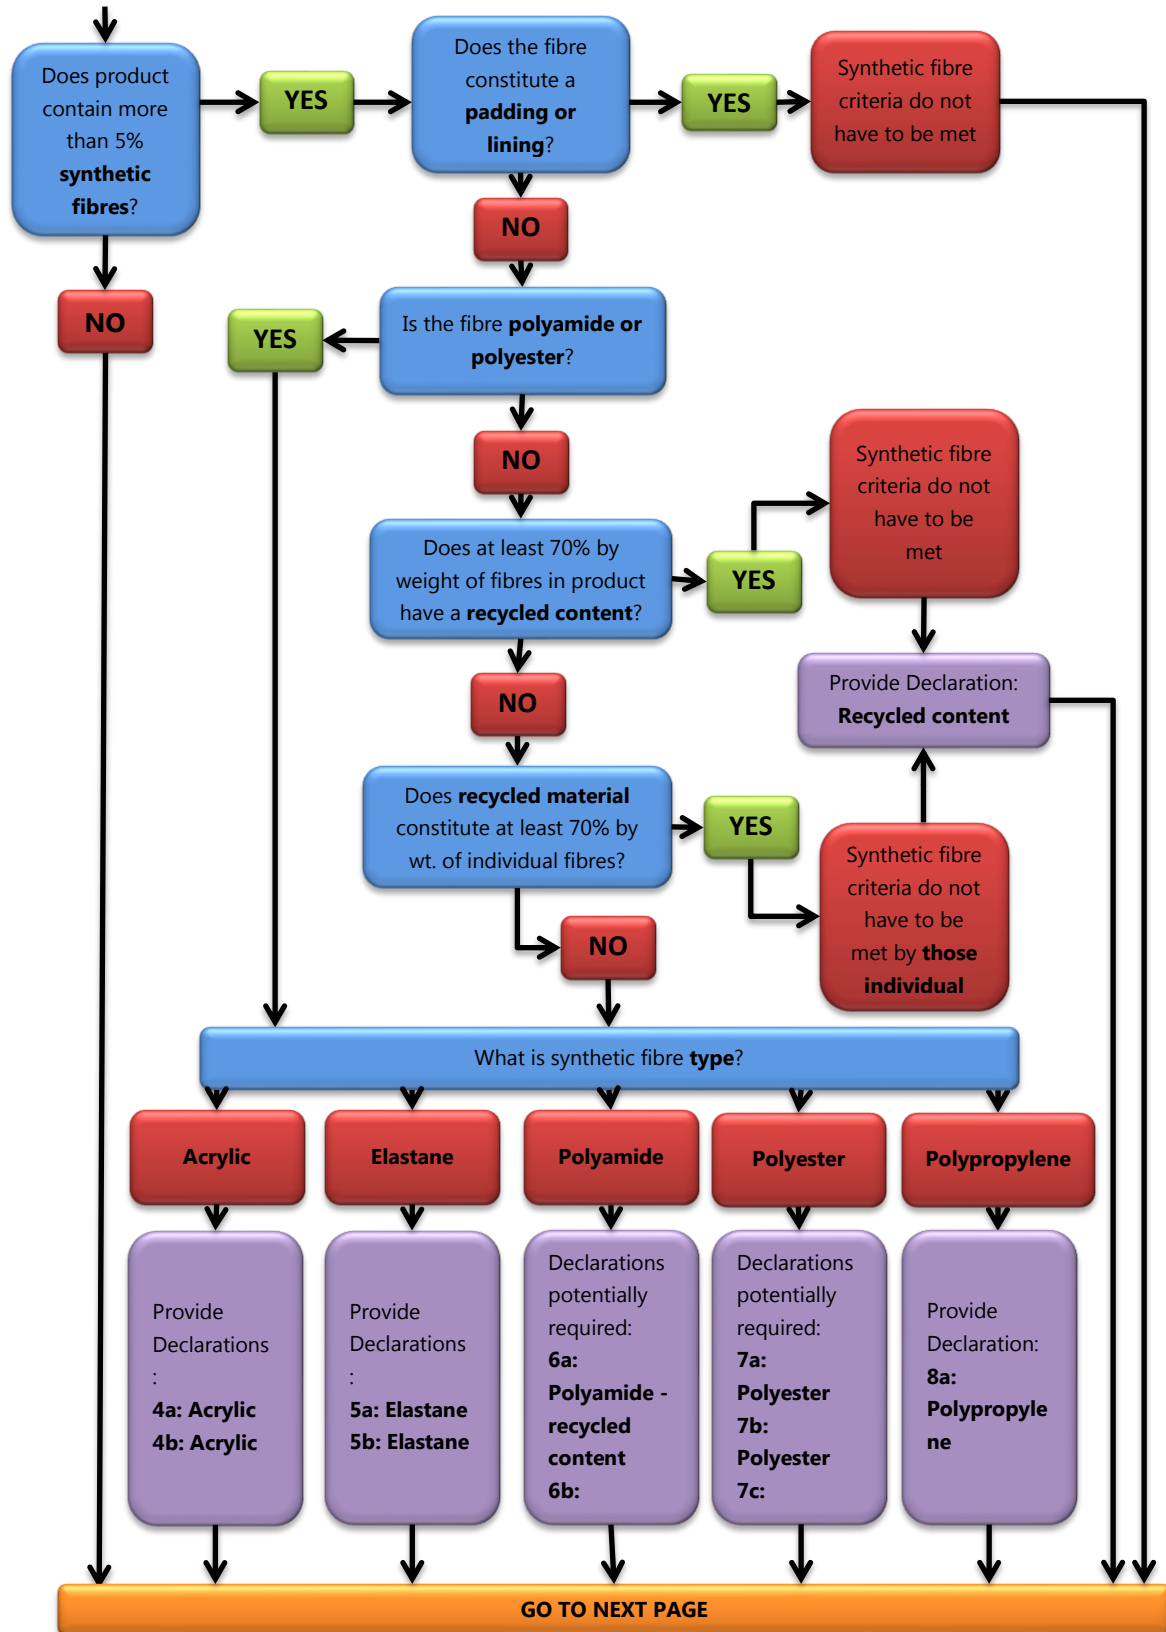 Does product
contain more
than 5%
synthetic
fibres?
YES
Does the fibre
constitute a
padding or
lining?
YES
Synthetic fibre
criteria do not
have to be met
NO
NO
Is the fibre polyamide or
polyester?
YES
NO
Does at least 70% by
weight of fibres in product
have a recycled content?
YES
Synthetic fibre
criteria do not
have to be
met
NO
Provide Declaration:
Recycled content
Does recycled material
constitute at least 70% by
wt. of individual fibres?
YES
Synthetic fibre
criteria do not
have to be
met by those
individual
NO
What is synthetic fibre type?
Acrylic
Elastane
Polyamide
Polyester
Polypropylene
Provide
Declarations
:
4a: Acrylic
4b: Acrylic
Provide
Declarations
:
5a: Elastane
5b: Elastane
Declarations
potentially
required:
6a:
Polyamide -
recycled
content
6b:
Declarations
potentially
required:
7a:
Polyester
7b:
Polyester
7c:
Provide
Declaration:
8a:
Polypropyle
ne
GO TO NEXT PAGE